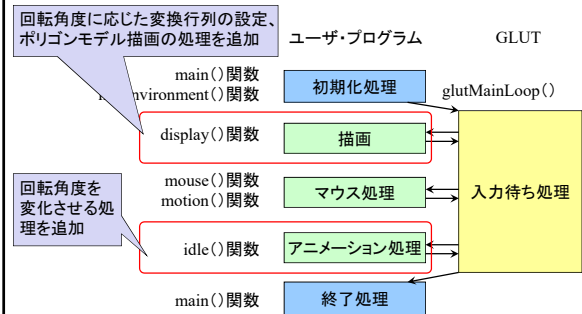 回転角度に応じた変換行列の設定、
ポリゴンモデル描画の処理を追加
ユーザ・プログラム
GLUT
main()関数
初期化処理
glutMainLoop()
vironment()関数
display()関数
描画
回転角度を
変化させる処
理を追加
mouse()関数
motion()関数
マウス処理
入力待ち処理
idle()関数
アニメーション処理
main()関数
終了処理